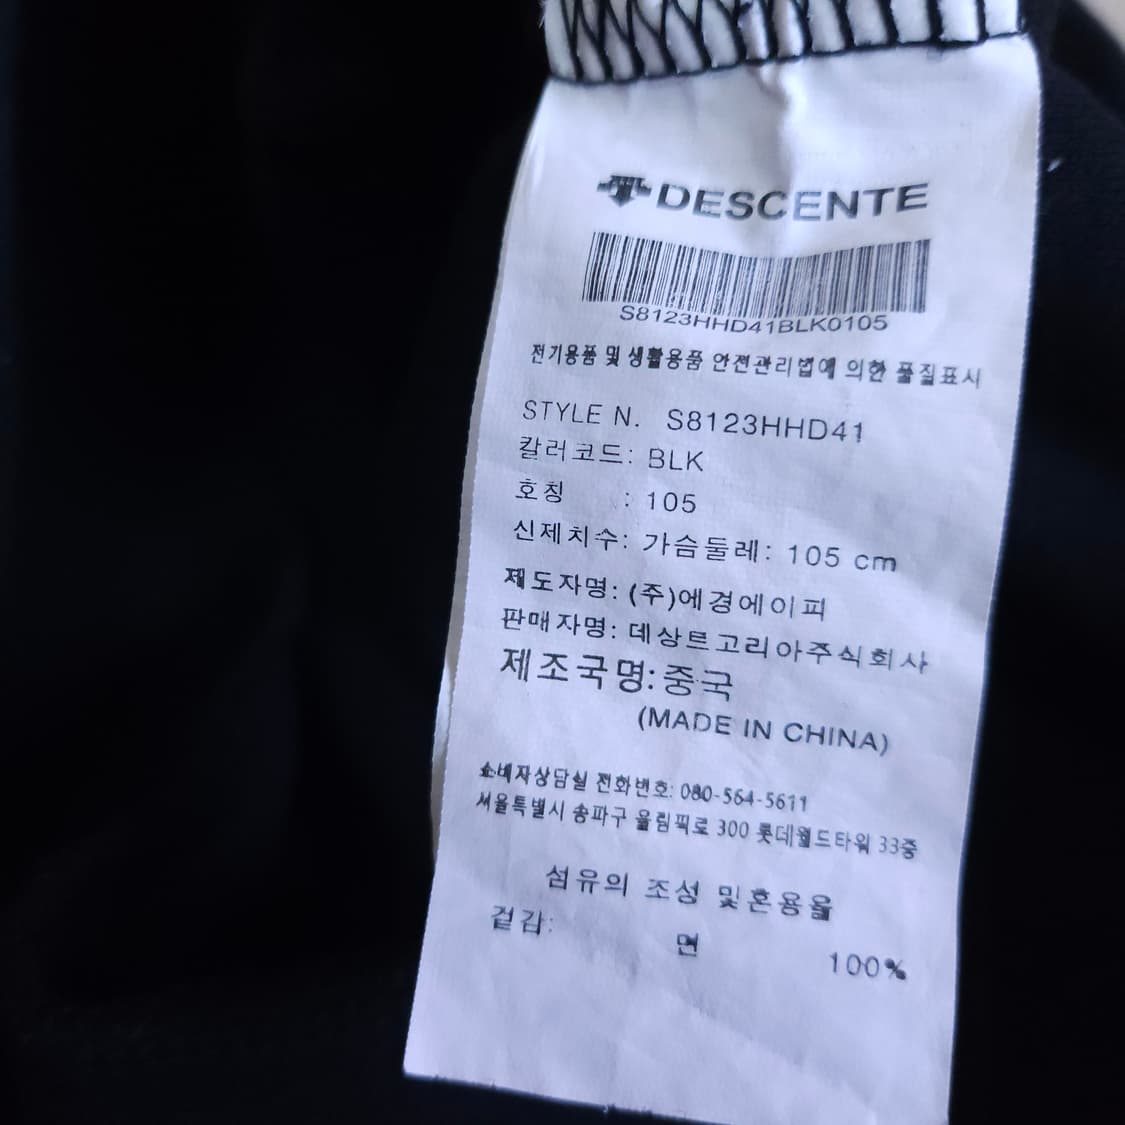 DESCENTE
S8123HHD41BLK0105
전기용품 및 생활용품 안전관리법에 의한 품질표시
STYLE N. S8123HHD41
칼러코드: BLK
호칭 : 105
신제치수: 가슴둘레: 105 cm
제도자명: (주)에경에이피
판매자명: 데상트고리아주식회사
제조국명: 중국
(MADE IN CHINA)
소비자상담실 전화번호: 080-564-5611
서울특별시 송파구 올림픽로 300 롯데월드타워 33층
섬유의 조성 및혼용율
겉감: 면 100%